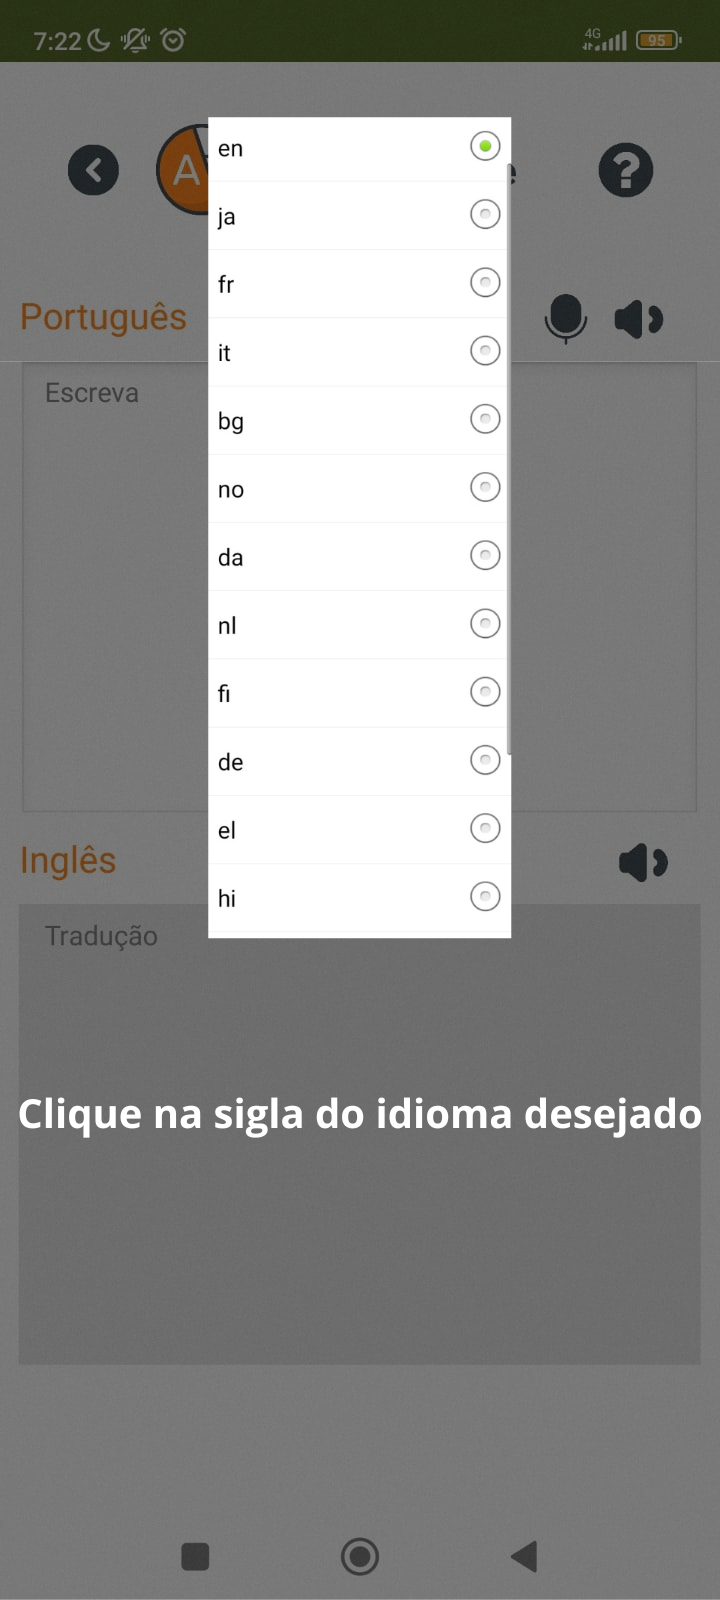 7:22
4G
95
A
en
ja
fr
it
bg
no
da
nl
fi
de
el
hi
Português
Escreva
Inglês
Tradução
Clique na sigla do idioma desejado